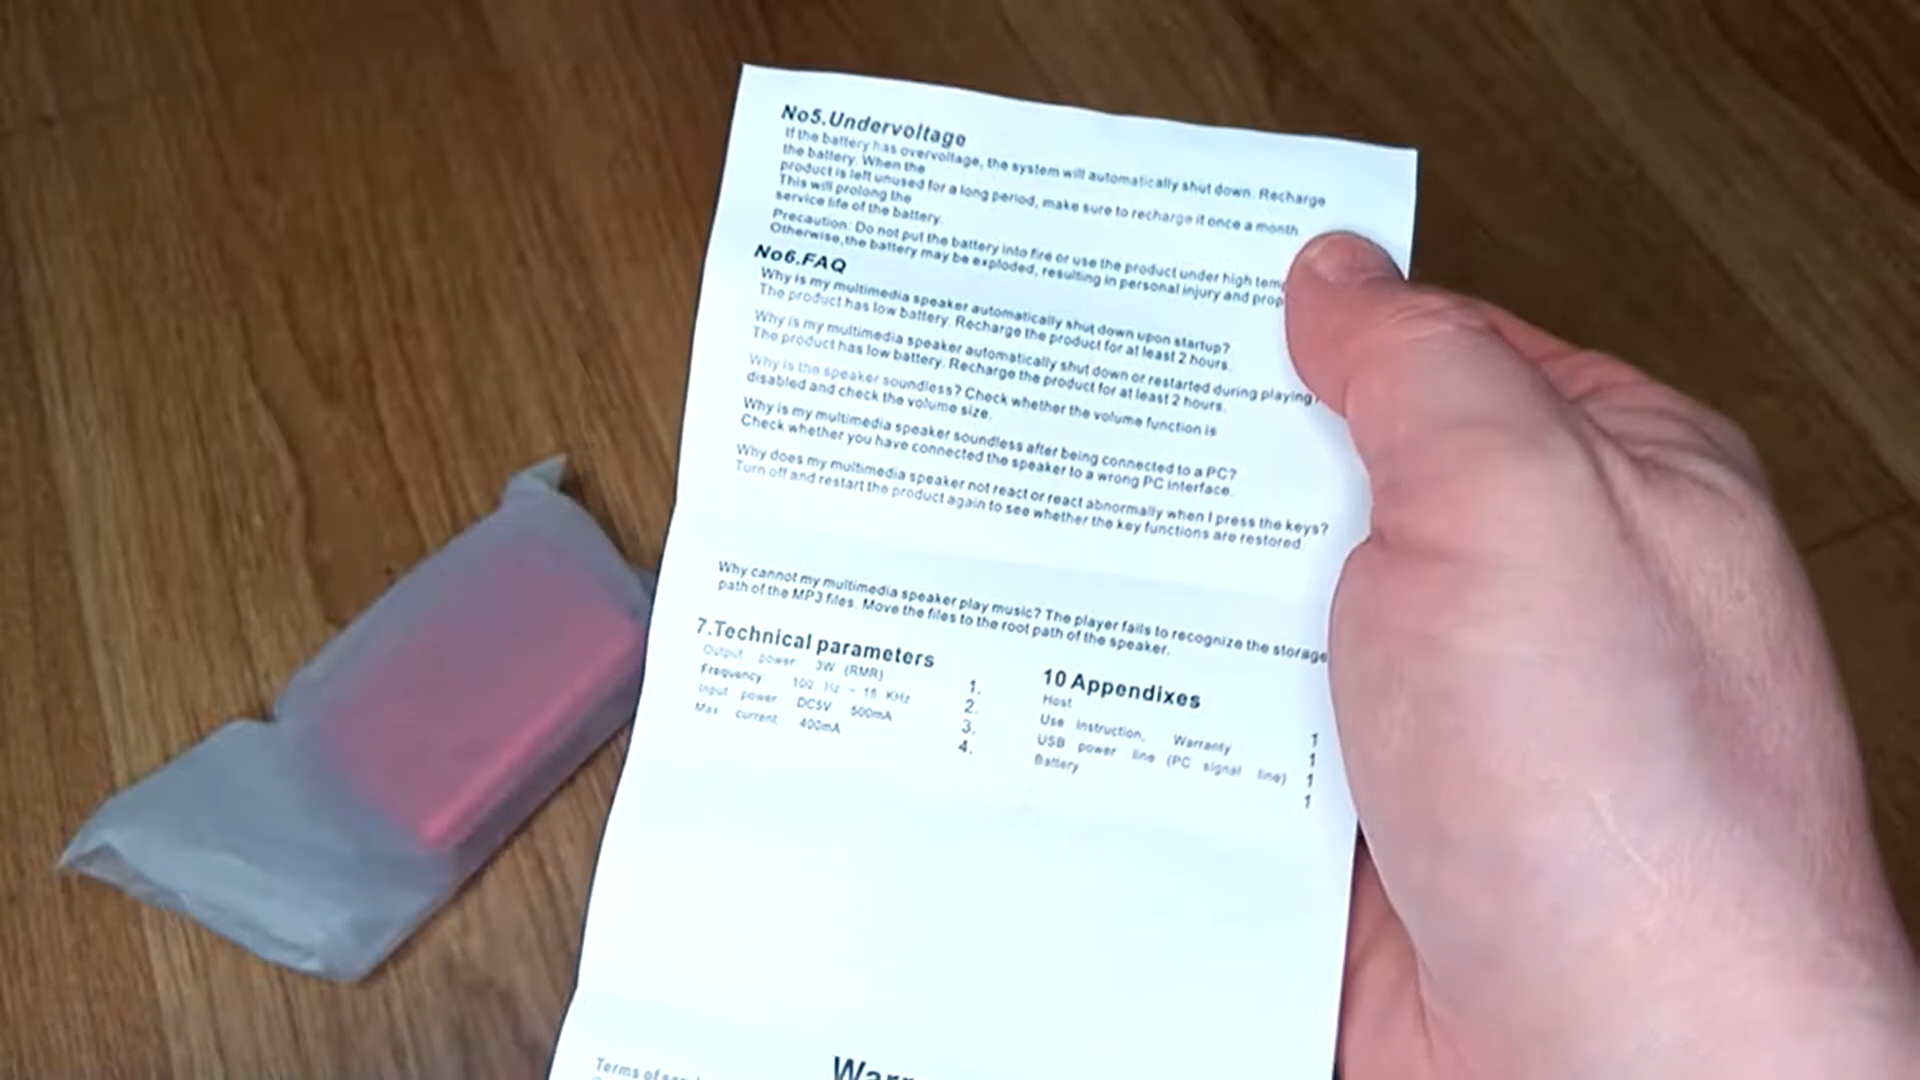 No5.Undervoltage
If the battery has overvoltage, the system will automatically shut down. Recharge
the battery. When the
product is left unused for a long period, make sure to recharge it once a month
This will prolong the
service life of the battery.
Precaution: Do not put the battery into fire or use the product under high
Otherwise,the battery may be exploded, resulting in personal injury and
No6.FAQ
Why is my multimedia speaker automatically shut down upon startup?
The product has low battery. Recharge the product for at least 2 hours.
Why is my multimedia speaker automatically shut down or restarted during playing?
The product has low battery. Recharge the product for at least 2 hours.
Why is the speaker soundless? Check whether the volume function is
disabled and check the volume size.
Why is my multimedia speaker soundless after being connected to a PC?
Check whether you have connected the speaker to a wrong PC interface.
Why does my multimedia speaker not react or react abnormally when I press the keys?
Turn off and restart the product again to see whether the key functions are restored
Why cannot my multimedia speaker play music? The player fails to recognize the storage
path of the MP3 files. Move the files to the root path of the speaker.
7.Technical parameters
Output power 3W (RMR) 1.
Frequency 100 Hz - 18 KHz 2.
Input power DC5V 500mA 3.
Max current 400mA 4.
10 Appendixes
Host 1
Use instruction, Warranty 1
USB power line (PC signal line) 1
Battery 1
Terms of